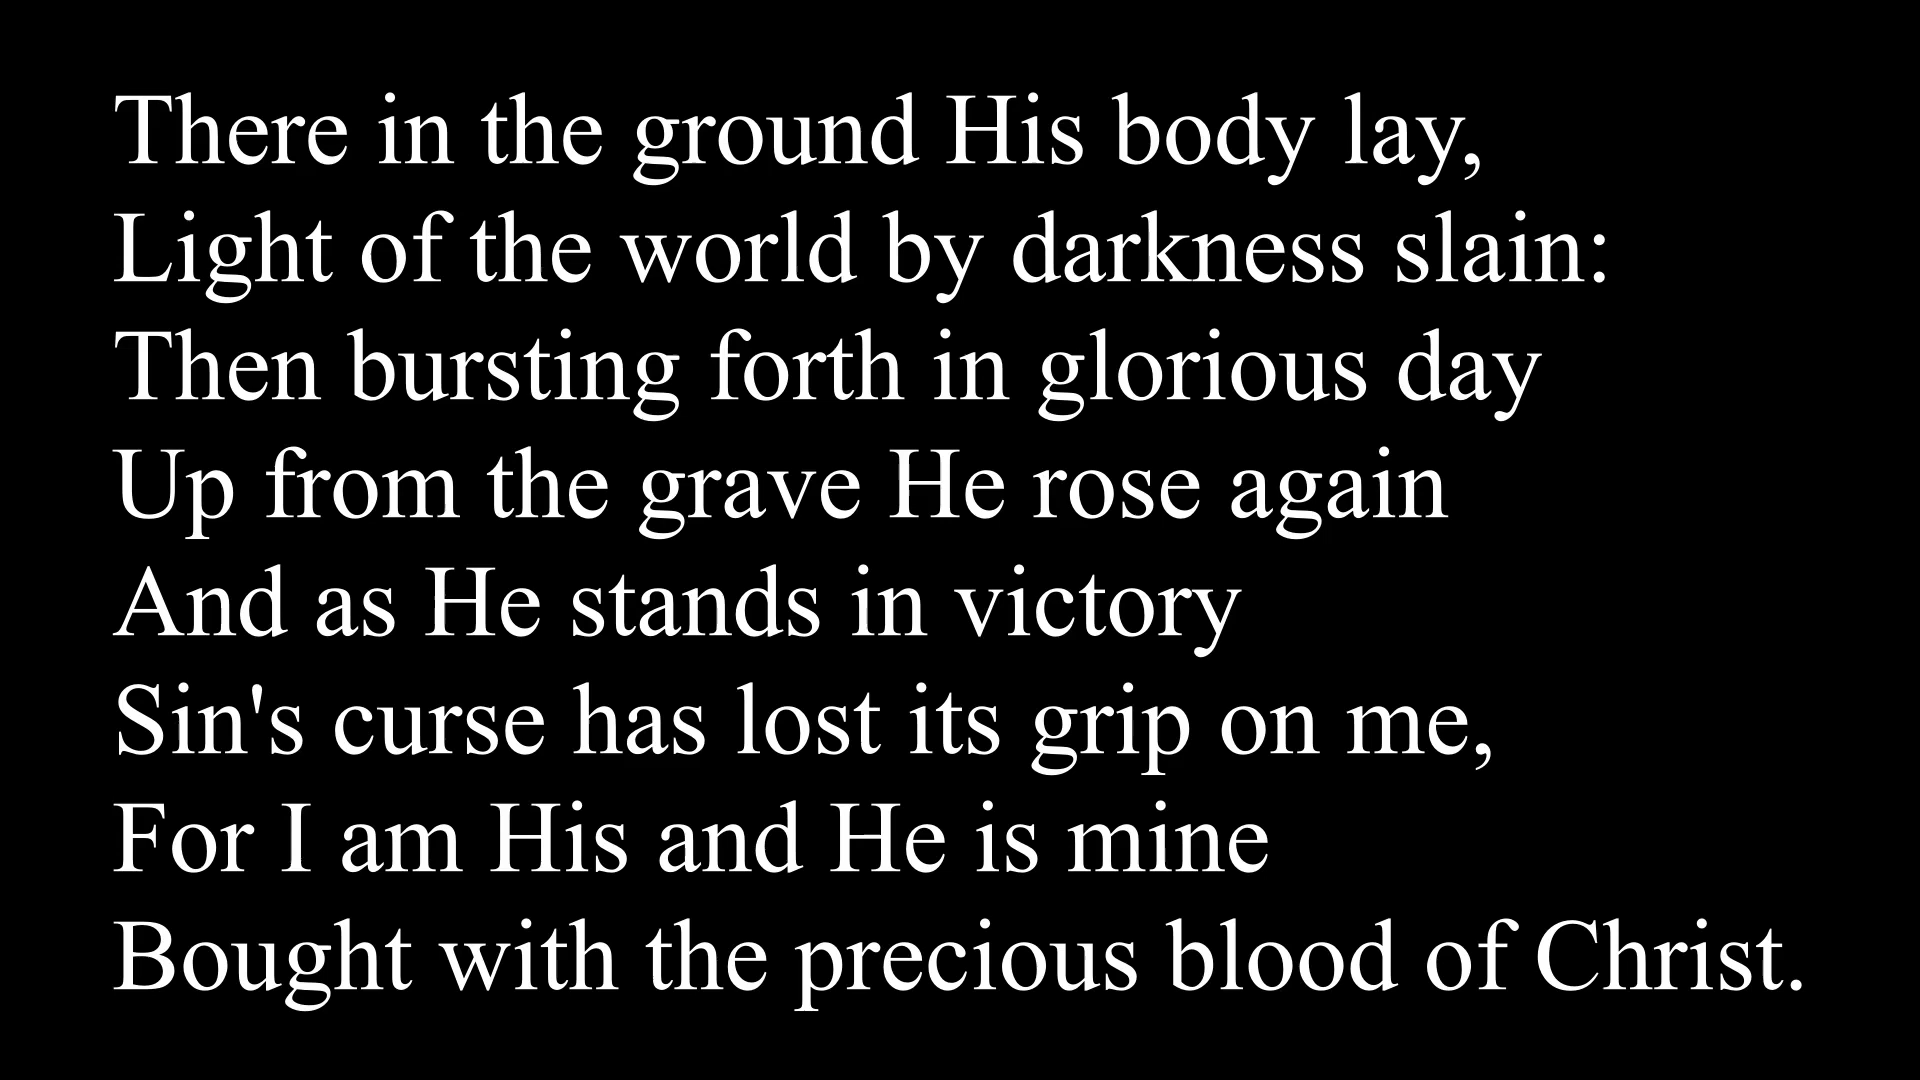 There in the ground His body lay,
Light of the world by darkness slain:
Then bursting forth in glorious day
Up from the grave He rose again
And as He stands in victory
Sin's curse has lost its grip on me,
For I am His and He is mine
Bought with the precious blood of Christ.